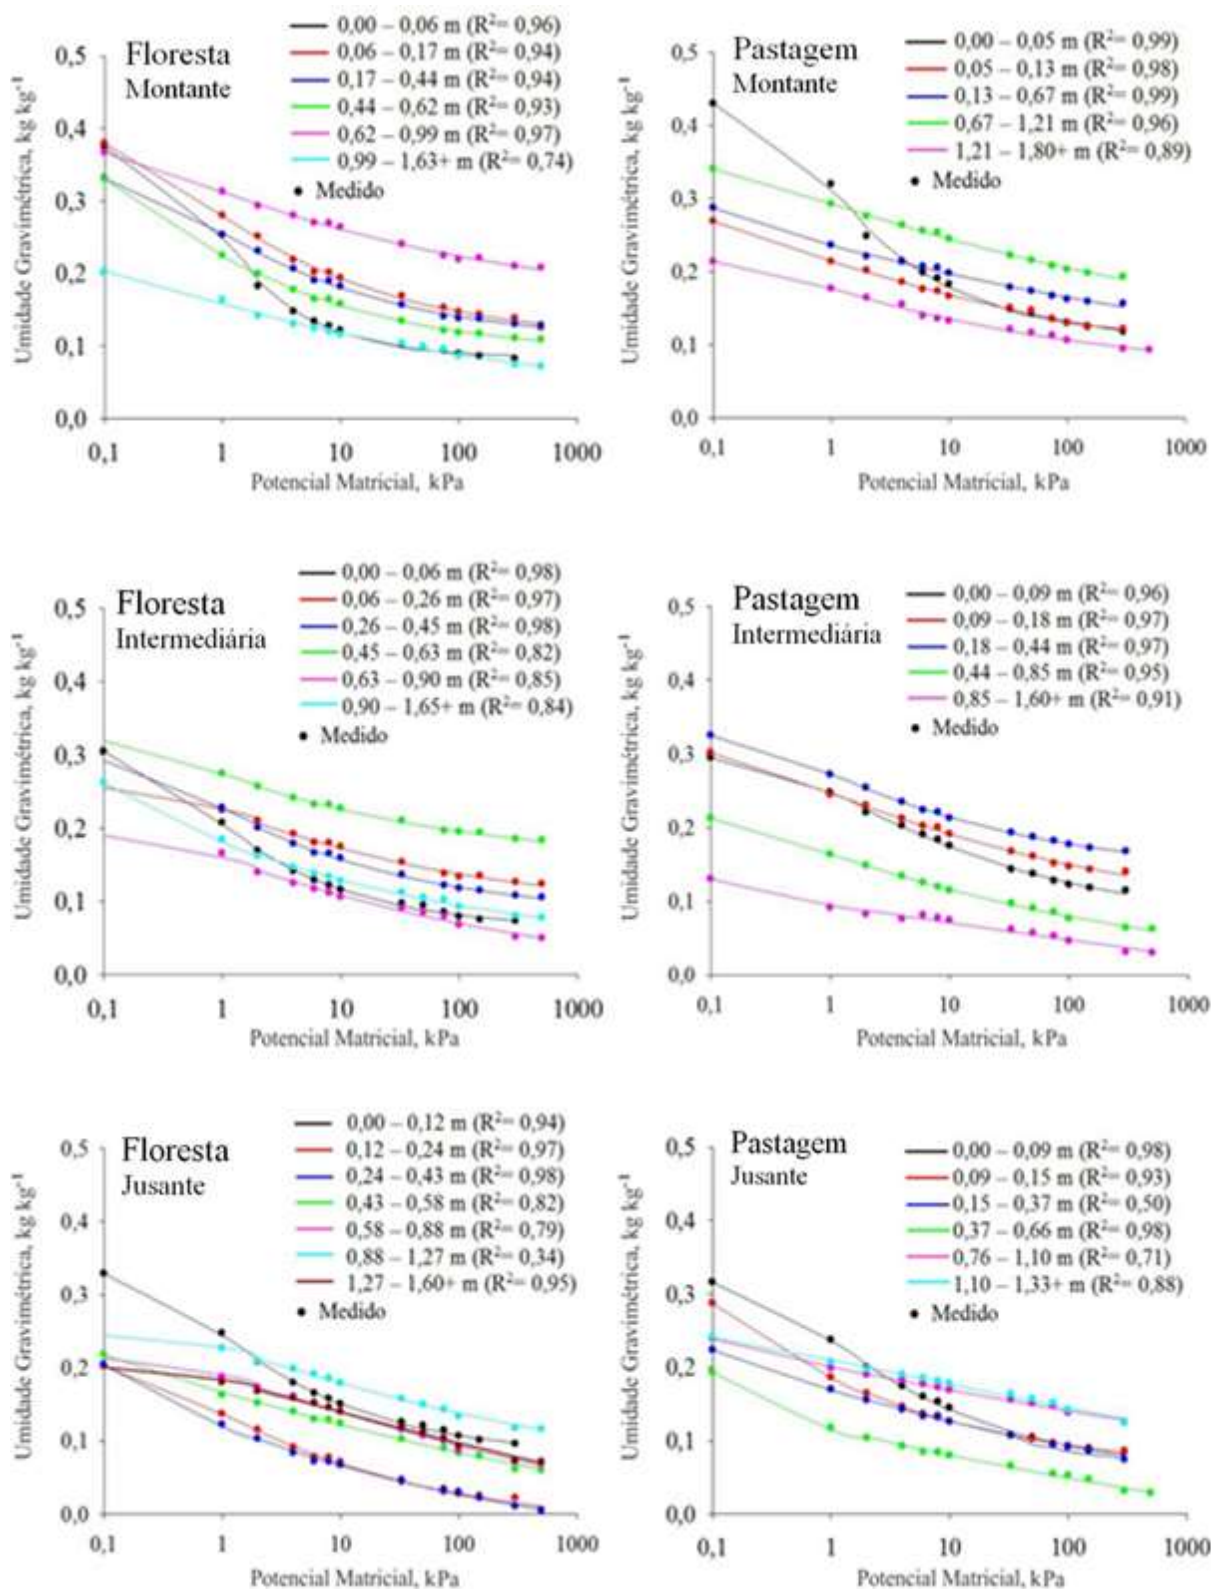 Floresta
Montante
0,00 – 0,06 m (R²= 0,96)
0,06 – 0,17 m (R²= 0,94)
0,17 – 0,44 m (R²= 0,94)
0,44 – 0,62 m (R²= 0,93)
0,62 – 0,99 m (R²= 0,97)
0,99 – 1,63+ m (R²= 0,74)
Medido
Umidade Gravimétrica, kg kg⁻¹
0,5
0,4
0,3
0,2
0,1
0,0
0,1 1 10 100 1000
Potencial Matricial, kPa
Pastagem
Montante
0,00 – 0,05 m (R²= 0,99)
0,05 – 0,13 m (R²= 0,98)
0,13 – 0,67 m (R²= 0,99)
0,67 – 1,21 m (R²= 0,96)
1,21 – 1,80+ m (R²= 0,89)
Medido
Umidade Gravimétrica, kg kg⁻¹
0,5
0,4
0,3
0,2
0,1
0,0
0,1 1 10 100 1000
Potencial Matricial, kPa
Floresta
Intermediária
0,00 – 0,06 m (R²= 0,98)
0,06 – 0,26 m (R²= 0,97)
0,26 – 0,45 m (R²= 0,98)
0,45 – 0,63 m (R²= 0,82)
0,63 – 0,90 m (R²= 0,85)
0,90 – 1,65+ m (R²= 0,84)
Medido
Umidade Gravimétrica, kg kg⁻¹
0,5
0,4
0,3
0,2
0,1
0,0
0,1 1 10 100 1000
Potencial Matricial, kPa
Pastagem
Intermediária
0,00 – 0,09 m (R²= 0,96)
0,09 – 0,18 m (R²= 0,97)
0,18 – 0,44 m (R²= 0,97)
0,44 – 0,85 m (R²= 0,95)
0,85 – 1,60+ m (R²= 0,91)
Medido
Umidade Gravimétrica, kg kg⁻¹
0,5
0,4
0,3
0,2
0,1
0,0
0,1 1 10 100 1000
Potencial Matricial, kPa
Floresta
Jusante
0,00 – 0,12 m (R²= 0,94)
0,12 – 0,24 m (R²= 0,97)
0,24 – 0,43 m (R²= 0,98)
0,43 – 0,58 m (R²= 0,82)
0,58 – 0,88 m (R²= 0,79)
0,88 – 1,27 m (R²= 0,34)
1,27 – 1,60+ m (R²= 0,95)
Medido
Umidade Gravimétrica, kg kg⁻¹
0,5
0,4
0,3
0,2
0,1
0,0
0,1 1 10 100 1000
Potencial Matricial, kPa
Pastagem
Jusante
0,00 – 0,09 m (R²= 0,98)
0,09 – 0,15 m (R²= 0,93)
0,15 – 0,37 m (R²= 0,50)
0,37 – 0,66 m (R²= 0,98)
0,76 – 1,10 m (R²= 0,71)
1,10 – 1,33+ m (R²= 0,88)
Medido
Umidade Gravimétrica, kg kg⁻¹
0,5
0,4
0,3
0,2
0,1
0,0
0,1 1 10 100 1000
Potencial Matricial, kPa